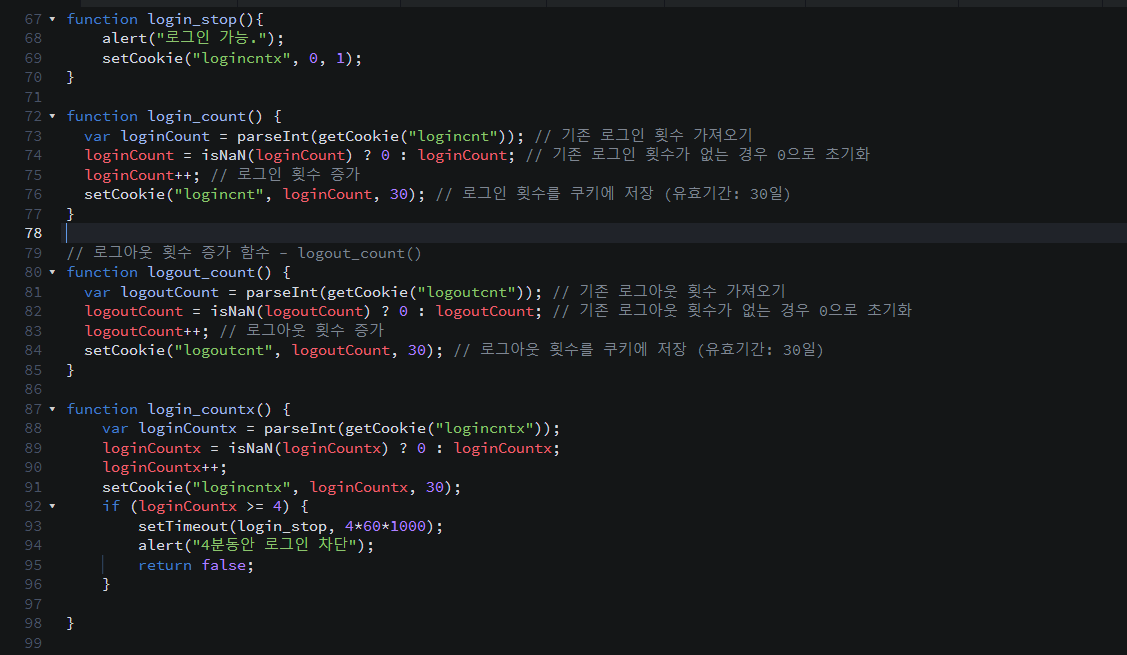 67 function login_stop(){
68 alert("로그인 가능.");
69 setCookie("logincntx", 0, 1);
70 }
71
72 function login_count() {
73 var loginCount = parseInt(getCookie("logincnt")); // 기존 로그인 횟수 가져오기
74 loginCount = isNaN(loginCount) ? 0 : loginCount; // 기존 로그인 횟수가 없는 경우 0으로 초기화
75 loginCount++; // 로그인 횟수 증가
76 setCookie("logincnt", loginCount, 30); // 로그인 횟수를 쿠키에 저장 (유효기간: 30일)
77 }
78
79 // 로그아웃 횟수 증가 함수 - logout_count()
80 function logout_count() {
81 var logoutCount = parseInt(getCookie("logoutcnt")); // 기존 로그아웃 횟수 가져오기
82 logoutCount = isNaN(logoutCount) ? 0 : logoutCount; // 기존 로그아웃 횟수가 없는 경우 0으로 초기화
83 logoutCount++; // 로그아웃 횟수 증가
84 setCookie("logoutcnt", logoutCount, 30); // 로그아웃 횟수를 쿠키에 저장 (유효기간: 30일)
85 }
86
87 function login_countx() {
88 var loginCountx = parseInt(getCookie("logincntx"));
89 loginCountx = isNaN(loginCountx) ? 0 : loginCountx;
90 loginCountx++;
91 setCookie("logincntx", loginCountx, 30);
92 if (loginCountx >= 4) {
93 setTimeout(login_stop, 4*60*1000);
94 alert("4분동안 로그인 차단");
95 return false;
96 }
97
98 }
99